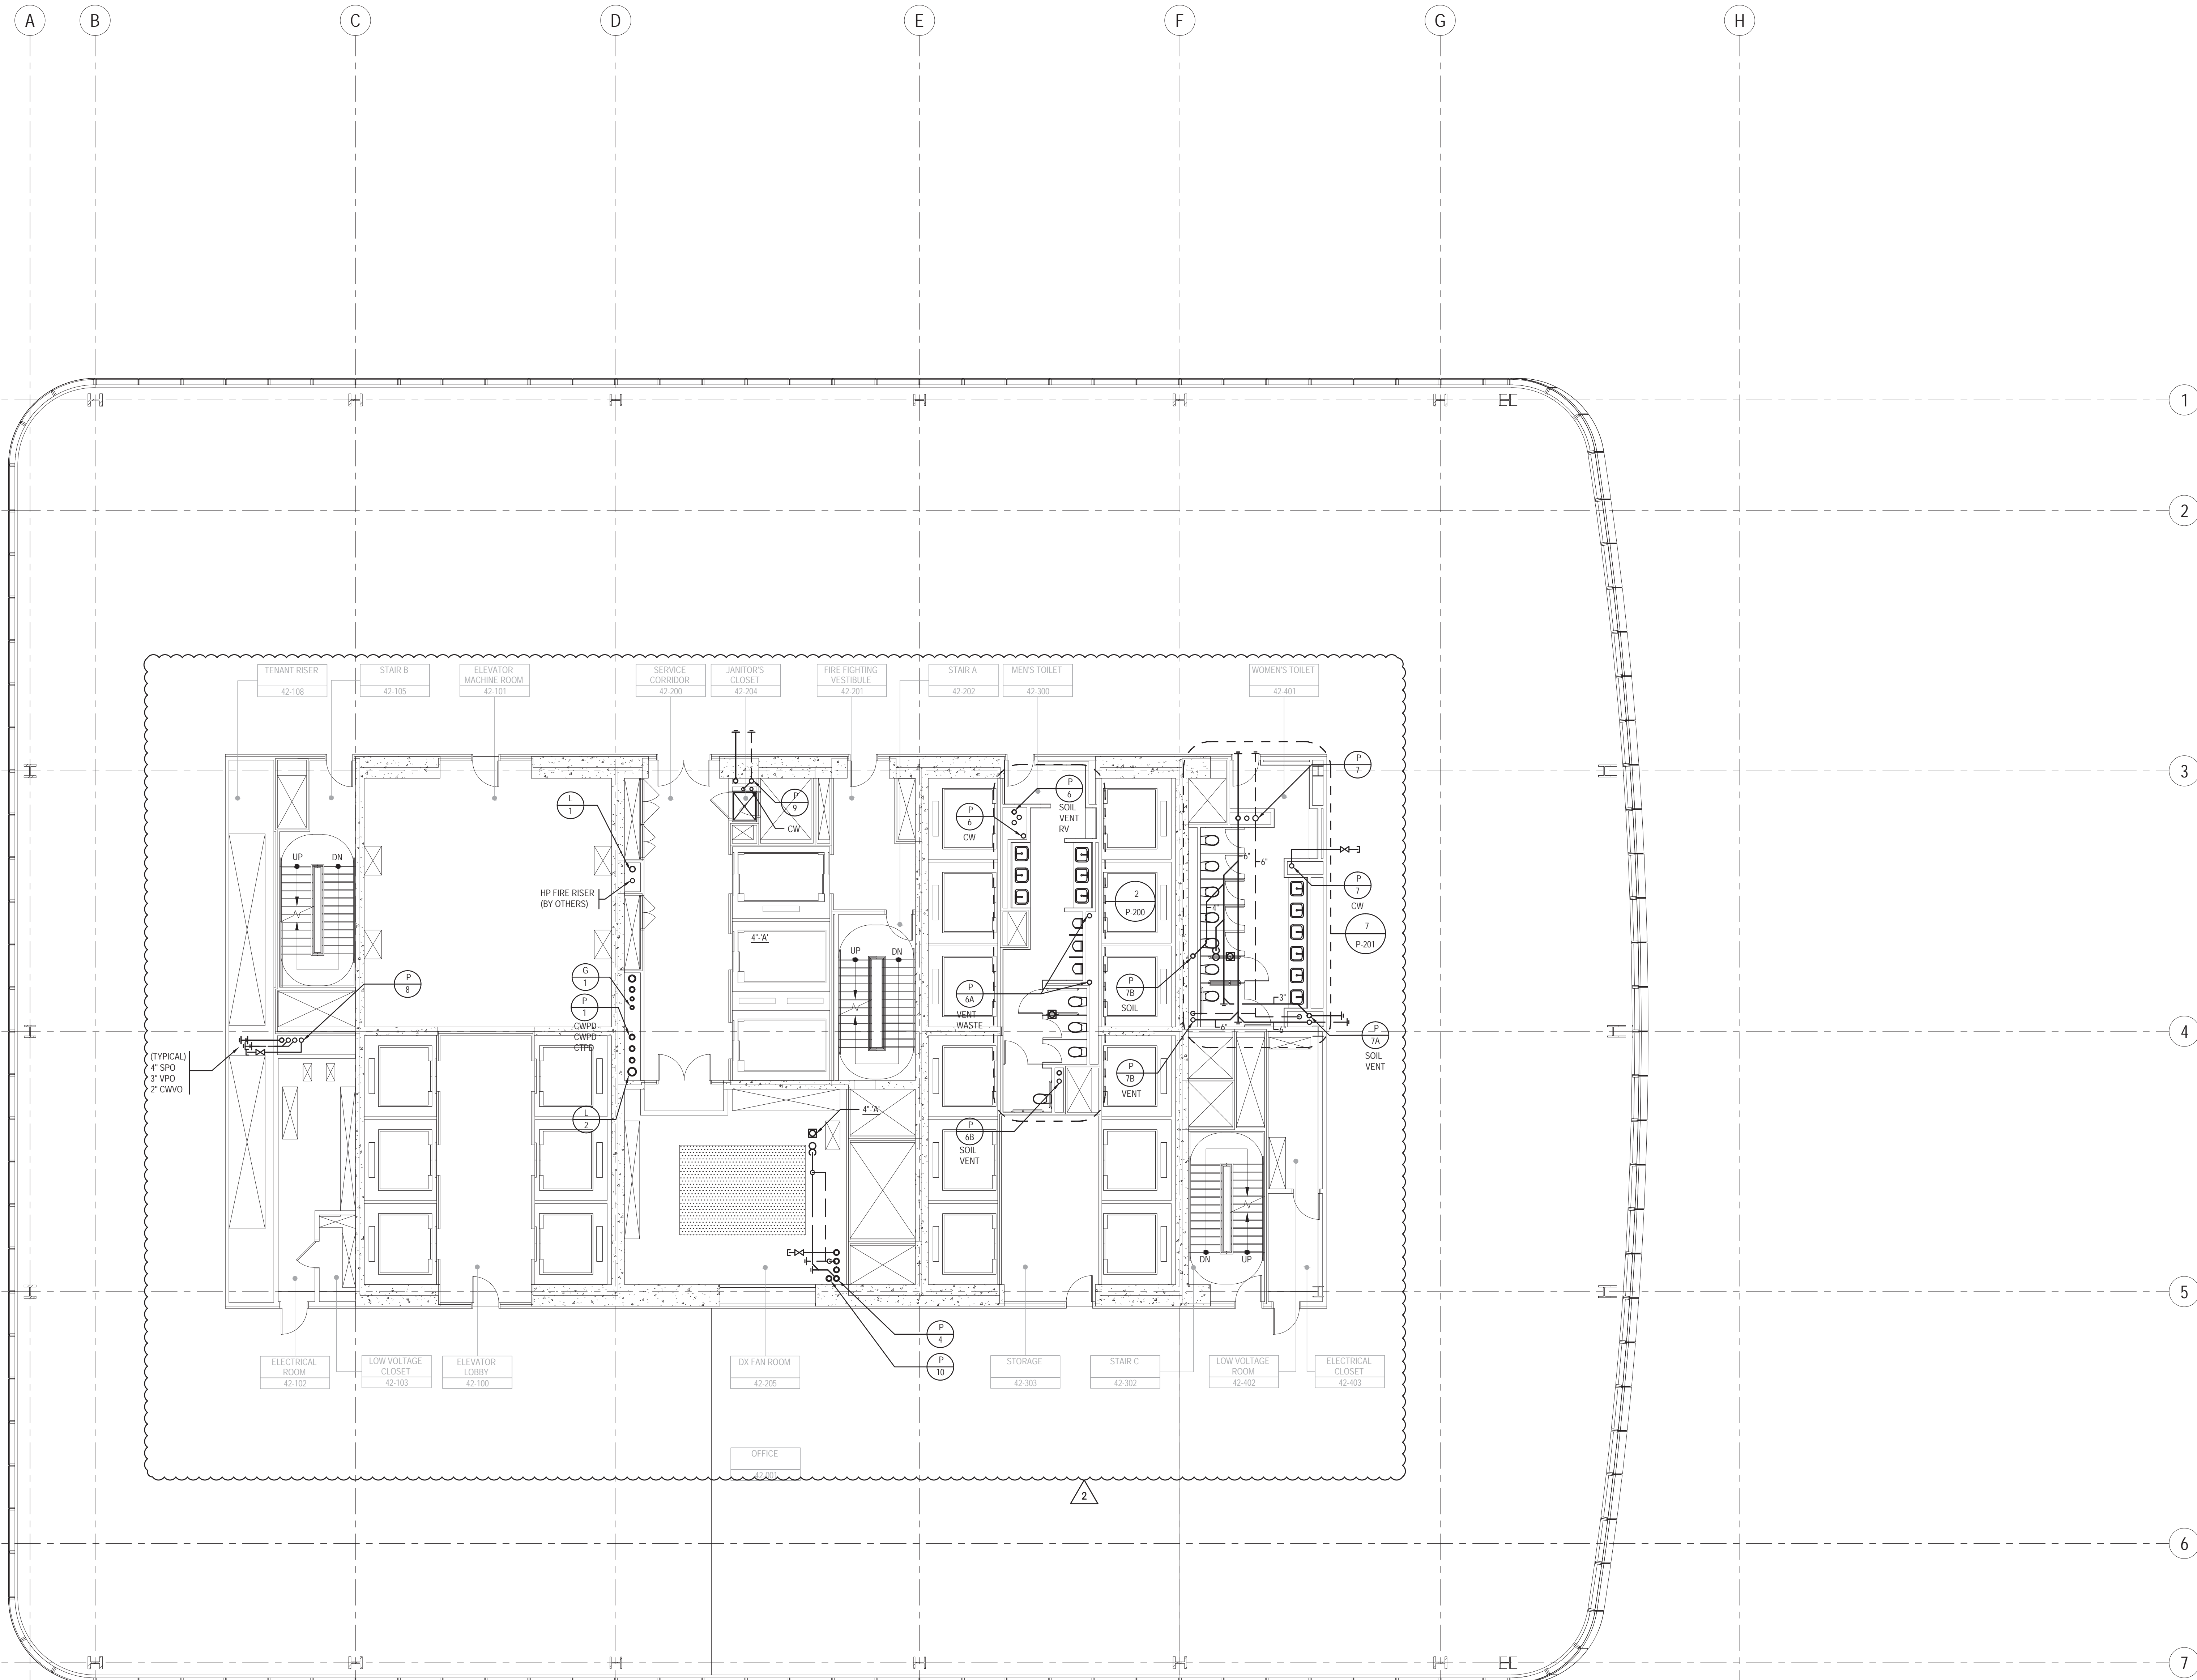 A
B
C
D
E
F
G
H
1
2
3
4
5
6
7
TENANT RISER
42-108
STAIR B
42-105
ELEVATOR
MACHINE ROOM
42-101
SERVICE
CORRIDOR
42-200
JANITOR'S
CLOSET
42-204
FIRE FIGHTING
VESTIBULE
42-201
STAIR A
42-202
MEN'S TOILET
42-300
WOMEN'S TOILET
42-401
P
7
P
6
SOIL
VENT
RV
L
1
P
9
CW
P
6
CW
UP
DN
6"
6"
HP FIRE RISER
(BY OTHERS)
P
7
CW
2
P-200
4"
7
P-201
4"-'A'
UP
DN
P
8
G
1
P
1
CWPD
CWPD
CTPD
P
6A
VENT
WASTE
P
7B
SOIL
3"
6"
6"
P
7A
SOIL
VENT
(TYPICAL)
4" SPO
3" VPO
2" CWVO
P
7B
VENT
L
2
4"-'A'
P
6B
SOIL
VENT
DN
UP
P
4
P
10
ELECTRICAL
ROOM
42-102
LOW VOLTAGE
CLOSET
42-103
ELEVATOR
LOBBY
42-100
DX FAN ROOM
42-205
STORAGE
42-303
STAIR C
42-302
LOW VOLTAGE
ROOM
42-402
ELECTRICAL
CLOSET
42-403
OFFICE
42-001
2